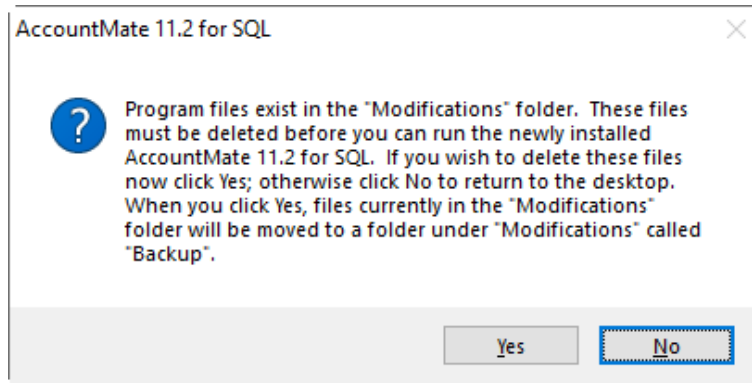 AccountMate 11.2 for SQL
Program files exist in the "Modifications" folder.  These files
must be deleted before you can run the newly installed
AccountMate 11.2 for SQL.  If you wish to delete these files
now click Yes; otherwise click No to return to the desktop.
When you click Yes, files currently in the "Modifications"
folder will be moved to a folder under "Modifications" called
"Backup".
Yes
No